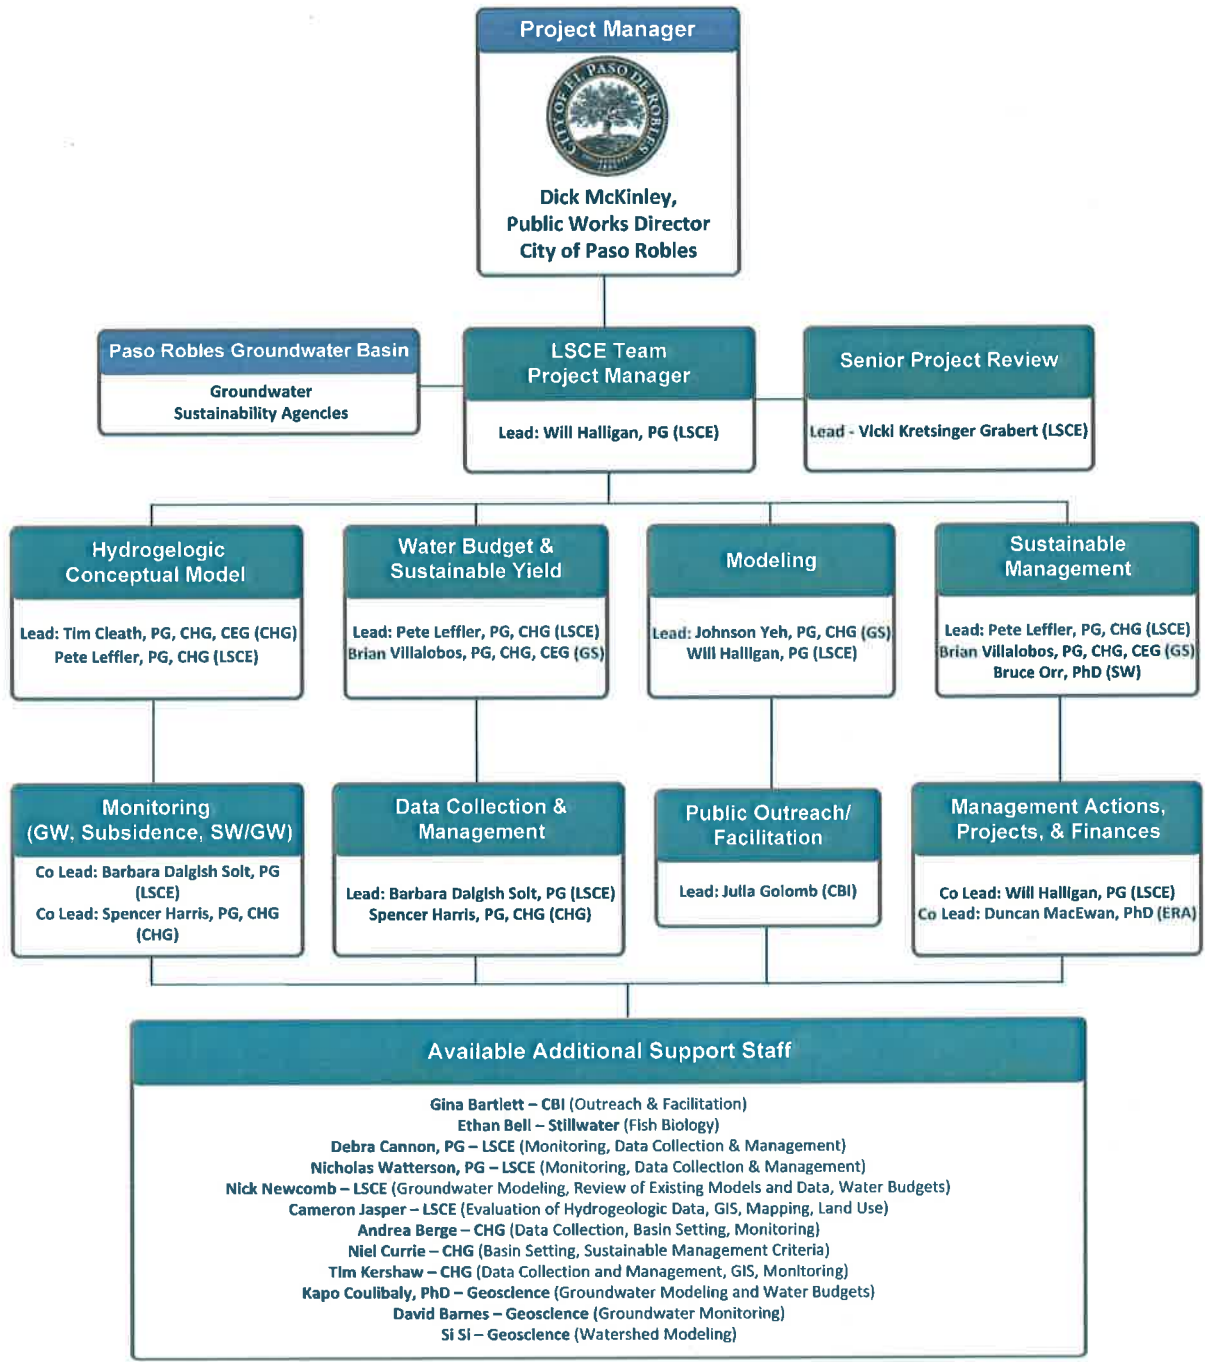 Project Manager
CITY OF EL PASO DE ROBLES
Dick McKinley,
Public Works Director
City of Paso Robles
Paso Robles Groundwater Basin
Groundwater
Sustainability Agencies
LSCE Team
Project Manager
Lead: Will Halligan, PG (LSCE)
Senior Project Review
Lead - Vicki Kretsinger Grabert (LSCE)
Hydrogelogic
Conceptual Model
Lead: Tim Cleath, PG, CHG, CEG (CHG)
Pete Leffler, PG, CHG (LSCE)
Water Budget &
Sustainable Yield
Lead: Pete Leffler, PG, CHG (LSCE)
Brian Villalobos, PG, CHG, CEG (GS)
Modeling
Lead: Johnson Yeh, PG, CHG (GS)
Will Halligan, PG (LSCE)
Sustainable
Management
Lead: Pete Leffler, PG, CHG (LSCE)
Brian Villalobos, PG, CHG, CEG (GS)
Bruce Orr, PhD (SW)
Monitoring
(GW, Subsidence, SW/GW)
Co Lead: Barbara Dalgish Solt, PG
(LSCE)
Co Lead: Spencer Harris, PG, CHG
(CHG)
Data Collection &
Management
Lead: Barbara Dalgish Solt, PG (LSCE)
Spencer Harris, PG, CHG (CHG)
Public Outreach/
Facilitation
Lead: Julia Golomb (CBI)
Management Actions,
Projects, & Finances
Co Lead: Will Halligan, PG (LSCE)
Co Lead: Duncan MacEwan, PhD (ERA)
Available Additional Support Staff
Gina Bartlett – CBI (Outreach & Facilitation)
Ethan Bell – Stillwater (Fish Biology)
Debra Cannon, PG – LSCE (Monitoring, Data Collection & Management)
Nicholas Watterson, PG – LSCE (Monitoring, Data Collection & Management)
Nick Newcomb – LSCE (Groundwater Modeling, Review of Existing Models and Data, Water Budgets)
Cameron Jasper – LSCE (Evaluation of Hydrogeologic Data, GIS, Mapping, Land Use)
Andrea Berge – CHG (Data Collection, Basin Setting, Monitoring)
Niel Currie – CHG (Basin Setting, Sustainable Management Criteria)
Tim Kershaw – CHG (Data Collection and Management, GIS, Monitoring)
Kapo Coulibaly, PhD – Geoscience (Groundwater Modeling and Water Budgets)
David Barnes – Geoscience (Groundwater Monitoring)
Si Si – Geoscience (Watershed Modeling)